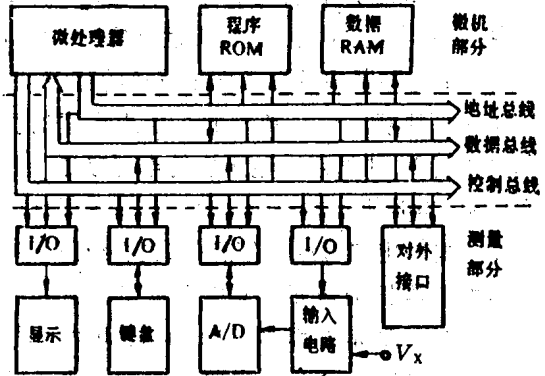 微处理器
程序
ROM
数据
RAM
微机
部分
地址总线
数据总线
控制总线
I/O
I/O
I/O
I/O
对外
接口
测量
部分
显示
键盘
A/D
输入
电路
Vx